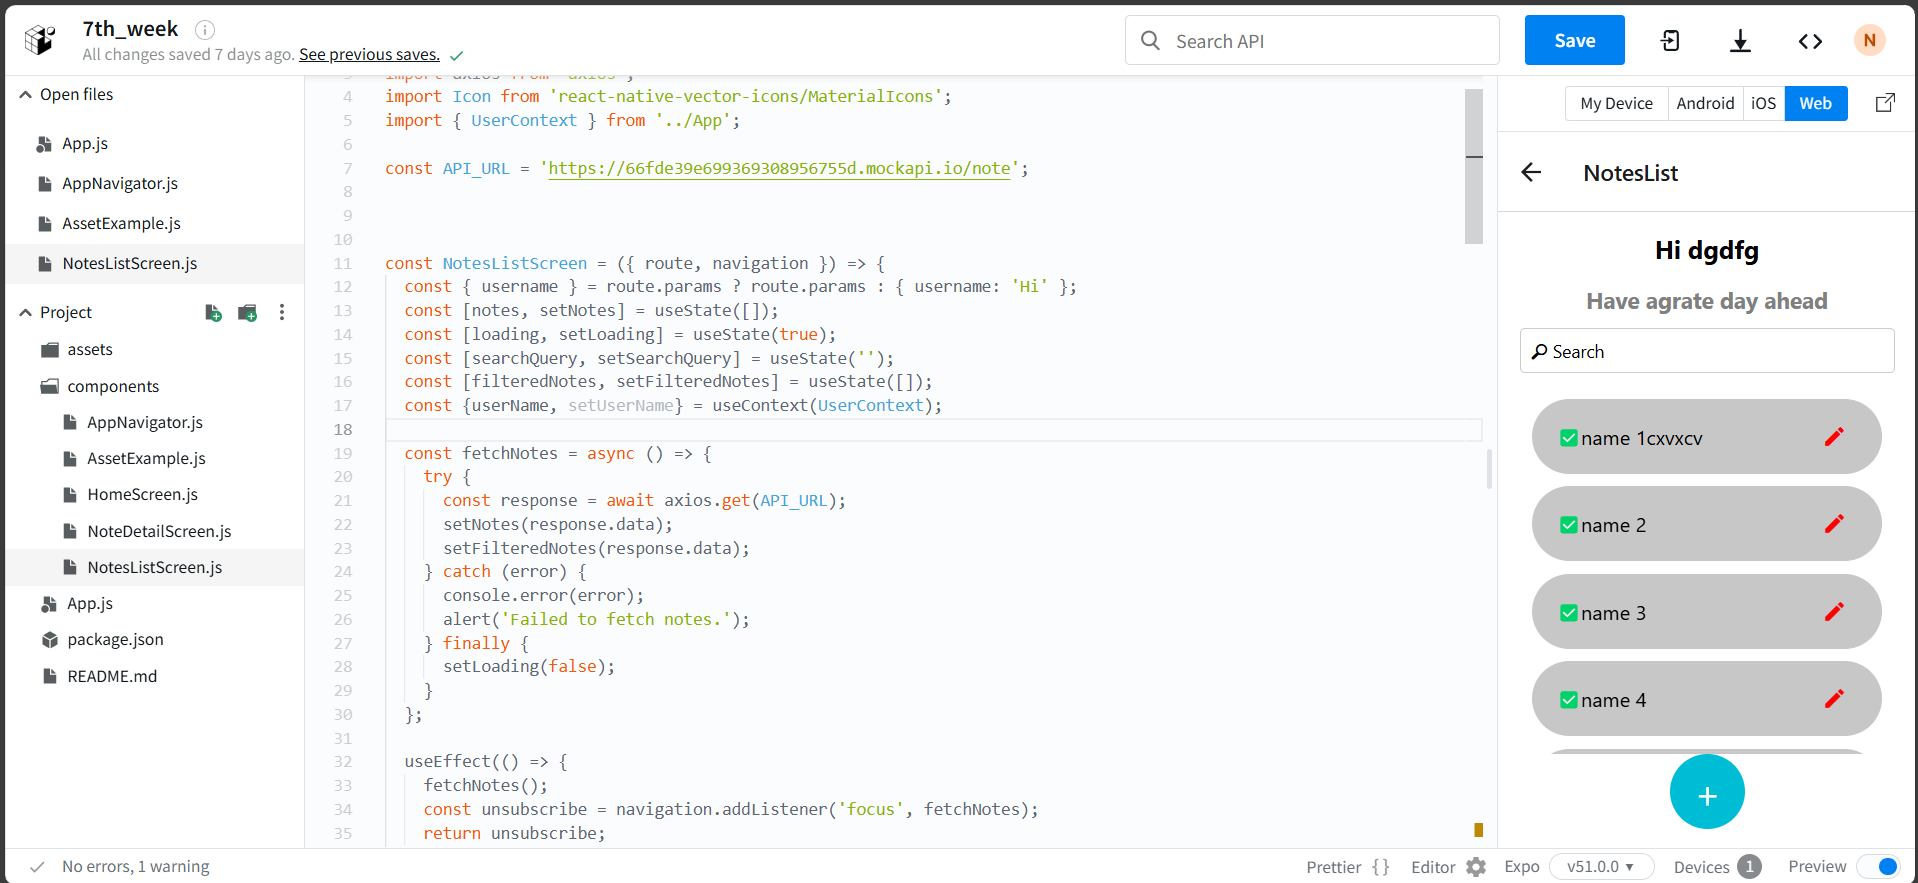 7th_week
All changes saved 7 days ago. See previous saves.
Search API
Save
N
Open files
App.js
AppNavigator.js
AssetExample.js
NotesListScreen.js
Project
assets
components
AppNavigator.js
AssetExample.js
HomeScreen.js
NoteDetailScreen.js
NotesListScreen.js
App.js
package.json
README.md
3 import axios from 'axios';
4 import Icon from 'react-native-vector-icons/MaterialIcons';
5 import { UserContext } from '../App';
6
7 const API_URL = 'https://66fde39e699369308956755d.mockapi.io/note';
8
9
10
11 const NotesListScreen = ({ route, navigation }) => {
12 const { username } = route.params ? route.params : { username: 'Hi' };
13 const [notes, setNotes] = useState([]);
14 const [loading, setLoading] = useState(true);
15 const [searchQuery, setSearchQuery] = useState('');
16 const [filteredNotes, setFilteredNotes] = useState([]);
17 const {userName, setUserName} = useContext(UserContext);
18
19 const fetchNotes = async () => {
20 try {
21 const response = await axios.get(API_URL);
22 setNotes(response.data);
23 setFilteredNotes(response.data);
24 } catch (error) {
25 console.error(error);
26 alert('Failed to fetch notes.');
27 } finally {
28 setLoading(false);
29 }
30 };
31
32 useEffect(() => {
33 fetchNotes();
34 const unsubscribe = navigation.addListener('focus', fetchNotes);
35 return unsubscribe;
My Device Android iOS Web
NotesList
Hi dgdfg
Have agrate day ahead
Search
name 1cxvxcv
name 2
name 3
name 4
+
No errors, 1 warning
Prettier {} Editor Expo v51.0.0 Devices 1 Preview